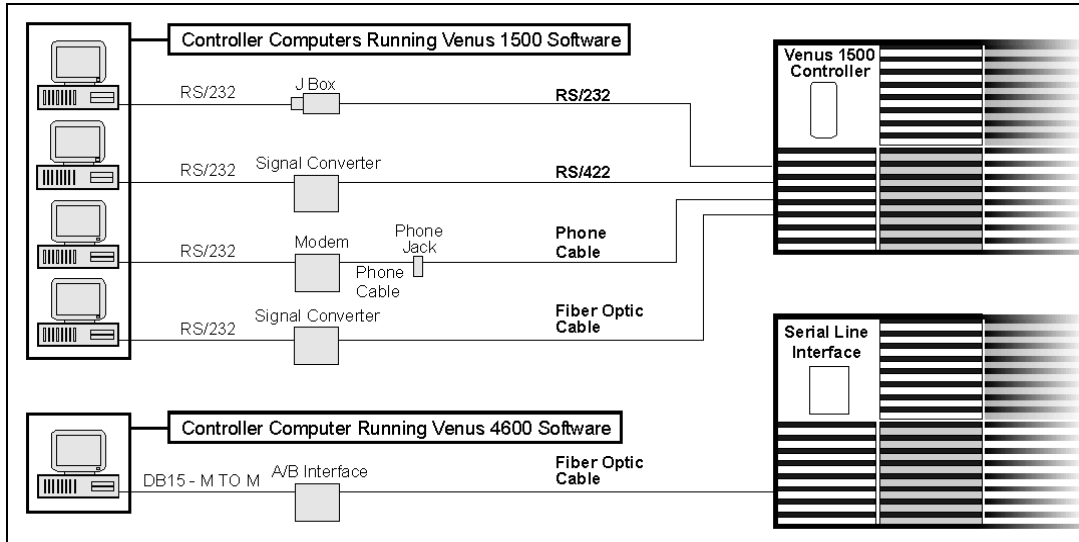 Controller Computers Running Venus 1500 Software
Venus 1500
Controller
RS/232
J Box
RS/232
RS/232
Signal Converter
RS/422
RS/232
Modem
Phone
Cable
Phone
Jack
Phone
Cable
RS/232
Signal Converter
Fiber Optic
Cable
Serial Line
Interface
Controller Computer Running Venus 4600 Software
DB15 - M TO M
A/B Interface
Fiber Optic
Cable